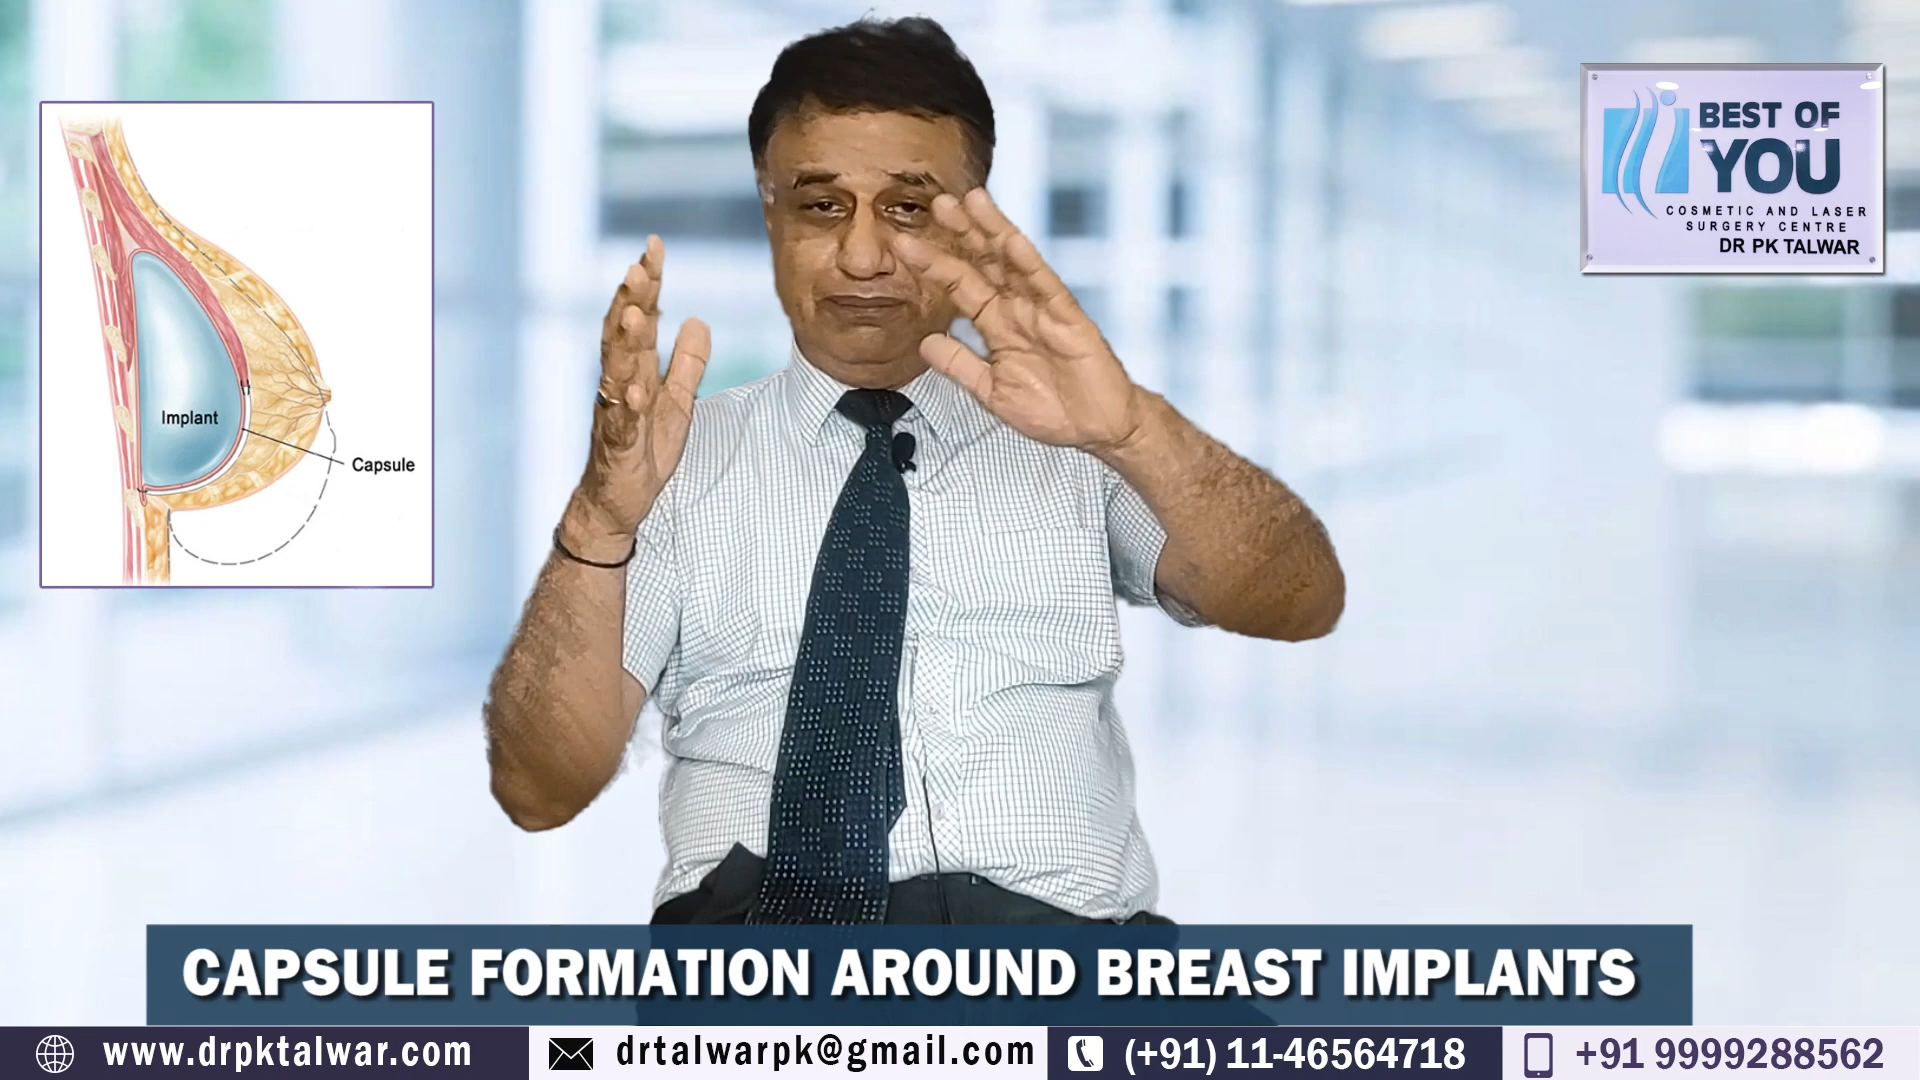 BEST OF
YOU
COSMETIC AND LASER
SURGERY CENTRE
DR PK TALWAR
Implant
Capsule
CAPSULE FORMATION AROUND BREAST IMPLANTS
www.drpktalwar.com
drtalwarpk@gmail.com
(+91) 11-46564718
+91 9999288562